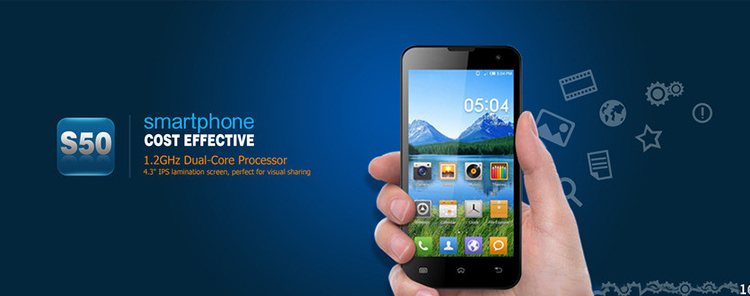 S50
smartphone
COST EFFECTIVE
1.2GHz Dual-Core Processor
4.3" IPS lamination screen, perfect for visual sharing
05:04